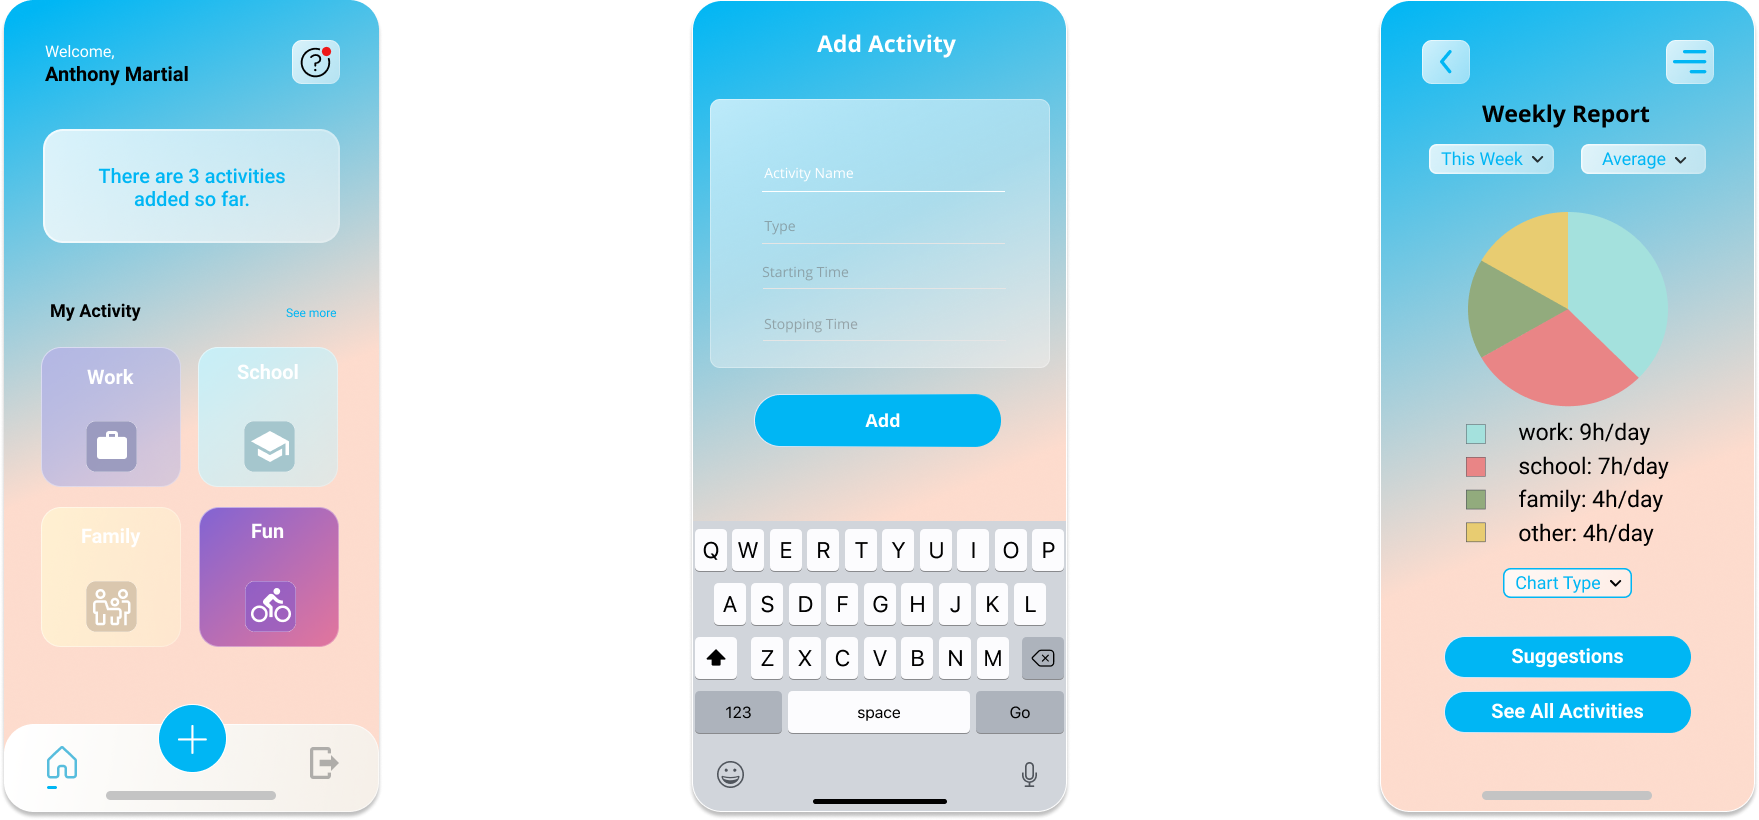 Welcome,
Anthony Martial
?
There are 3 activities
added so far.
My Activity
See more
Work
School
Family
Fun
Add Activity
Activity Name
Type
Starting Time
Stopping Time
Add
Q W E R T Y U I O P
A S D F G H J K L
Z X C V B N M
123 space Go
Weekly Report
This Week
Average
work: 9h/day
school: 7h/day
family: 4h/day
other: 4h/day
Chart Type
Suggestions
See All Activities